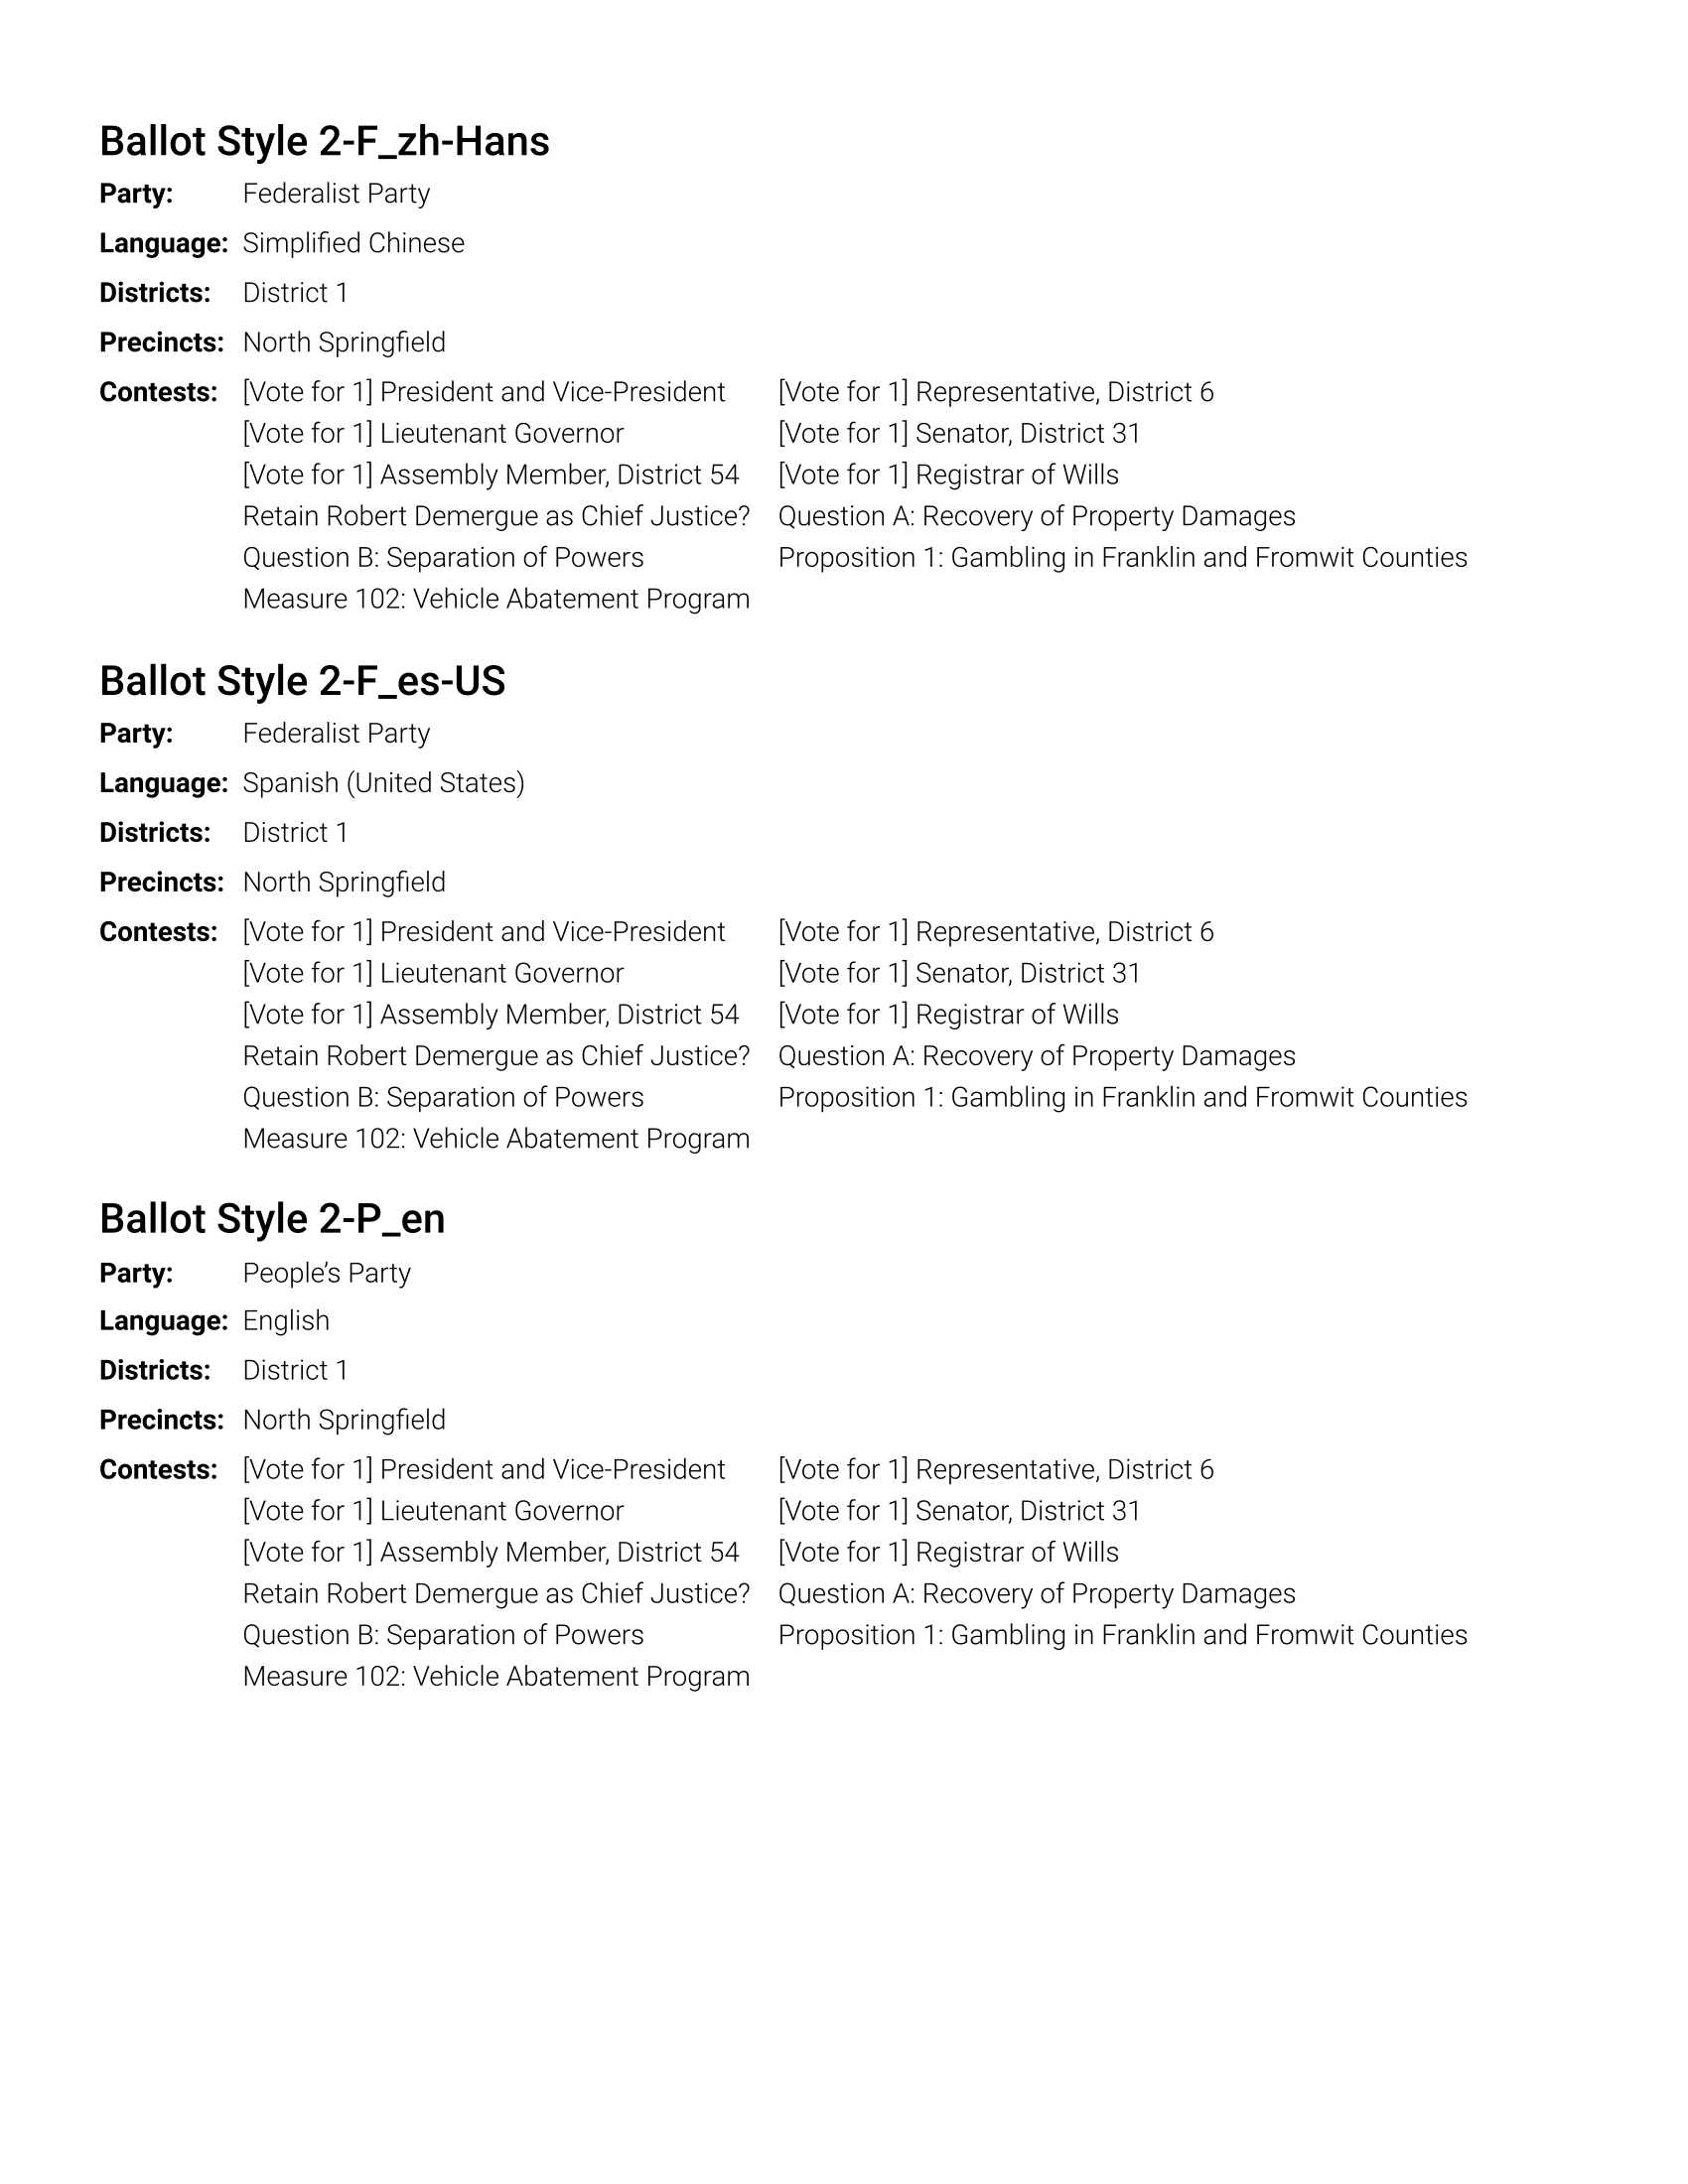 Ballot Style 2-F_zh-Hans
Party: Federalist Party
Language: Simplified Chinese
Districts: District 1
Precincts: North Springfield
Contests: [Vote for 1] President and Vice-President [Vote for 1] Representative, District 6
[Vote for 1] Lieutenant Governor [Vote for 1] Senator, District 31
[Vote for 1] Assembly Member, District 54 [Vote for 1] Registrar of Wills
Retain Robert Demergue as Chief Justice? Question A: Recovery of Property Damages
Question B: Separation of Powers Proposition 1: Gambling in Franklin and Fromwit Counties
Measure 102: Vehicle Abatement Program
Ballot Style 2-F_es-US
Party: Federalist Party
Language: Spanish (United States)
Districts: District 1
Precincts: North Springfield
Contests: [Vote for 1] President and Vice-President [Vote for 1] Representative, District 6
[Vote for 1] Lieutenant Governor [Vote for 1] Senator, District 31
[Vote for 1] Assembly Member, District 54 [Vote for 1] Registrar of Wills
Retain Robert Demergue as Chief Justice? Question A: Recovery of Property Damages
Question B: Separation of Powers Proposition 1: Gambling in Franklin and Fromwit Counties
Measure 102: Vehicle Abatement Program
Ballot Style 2-P_en
Party: People’s Party
Language: English
Districts: District 1
Precincts: North Springfield
Contests: [Vote for 1] President and Vice-President [Vote for 1] Representative, District 6
[Vote for 1] Lieutenant Governor [Vote for 1] Senator, District 31
[Vote for 1] Assembly Member, District 54 [Vote for 1] Registrar of Wills
Retain Robert Demergue as Chief Justice? Question A: Recovery of Property Damages
Question B: Separation of Powers Proposition 1: Gambling in Franklin and Fromwit Counties
Measure 102: Vehicle Abatement Program